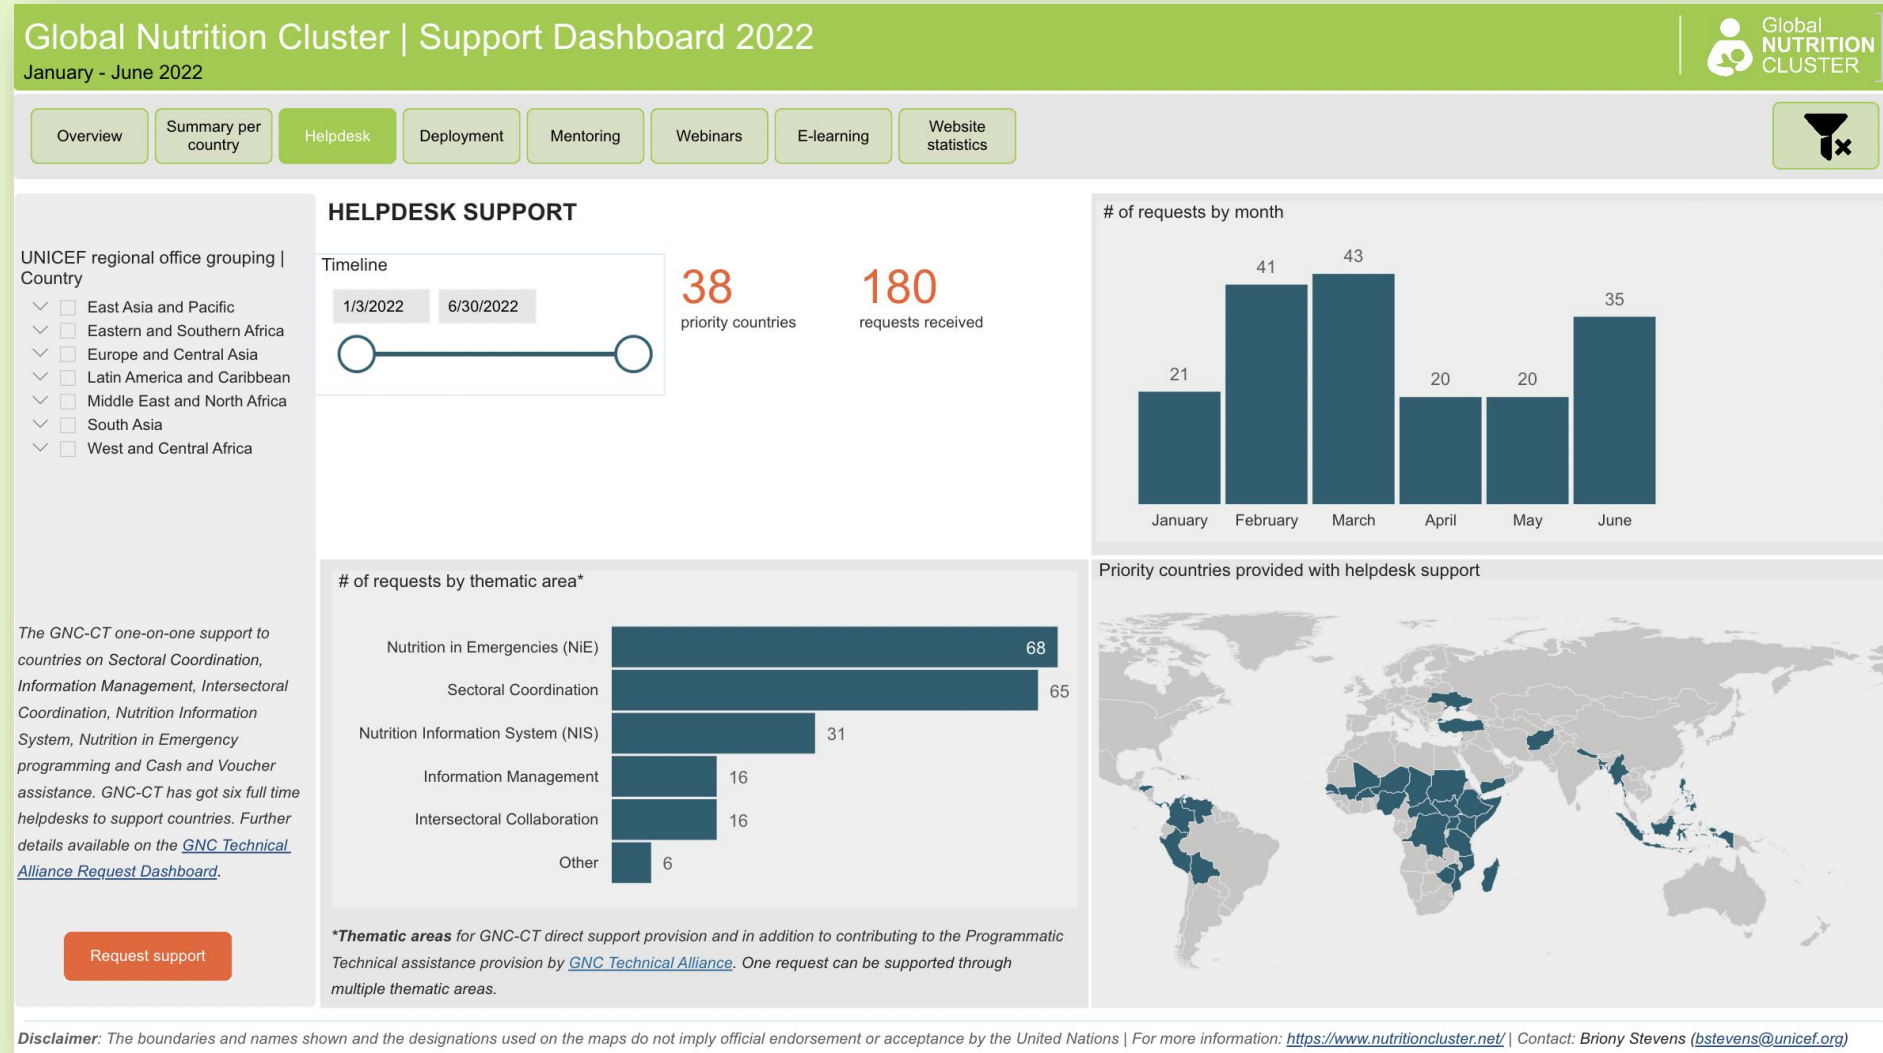 Global Nutrition Cluster | Support Dashboard 2022
January - June 2022
Global
NUTRITION
CLUSTER
Overview
Summary per
country
Helpdesk
Deployment
Mentoring
Webinars
E-learning
Website
statistics
UNICEF regional office grouping |
Country
East Asia and Pacific
Eastern and Southern Africa
Europe and Central Asia
Latin America and Caribbean
Middle East and North Africa
South Asia
West and Central Africa
The GNC-CT one-on-one support to
countries on Sectoral Coordination,
Information Management, Intersectoral
Coordination, Nutrition Information
System, Nutrition in Emergency
programming and Cash and Voucher
assistance. GNC-CT has got six full time
helpdesks to support countries. Further
details available on the GNC Technical
Alliance Request Dashboard.
Request support
HELPDESK SUPPORT
Timeline
1/3/2022 6/30/2022
38
priority countries
180
requests received
# of requests by month
21
41
43
20
20
35
January February March April May June
# of requests by thematic area*
Nutrition in Emergencies (NiE) 68
Sectoral Coordination 65
Nutrition Information System (NIS) 31
Information Management 16
Intersectoral Collaboration 16
Other 6
*Thematic areas for GNC-CT direct support provision and in addition to contributing to the Programmatic
Technical assistance provision by GNC Technical Alliance. One request can be supported through
multiple thematic areas.
Priority countries provided with helpdesk support
Disclaimer: The boundaries and names shown and the designations used on the maps do not imply official endorsement or acceptance by the United Nations | For more information: https://www.nutritioncluster.net/ | Contact: Briony Stevens (bstevens@unicef.org)